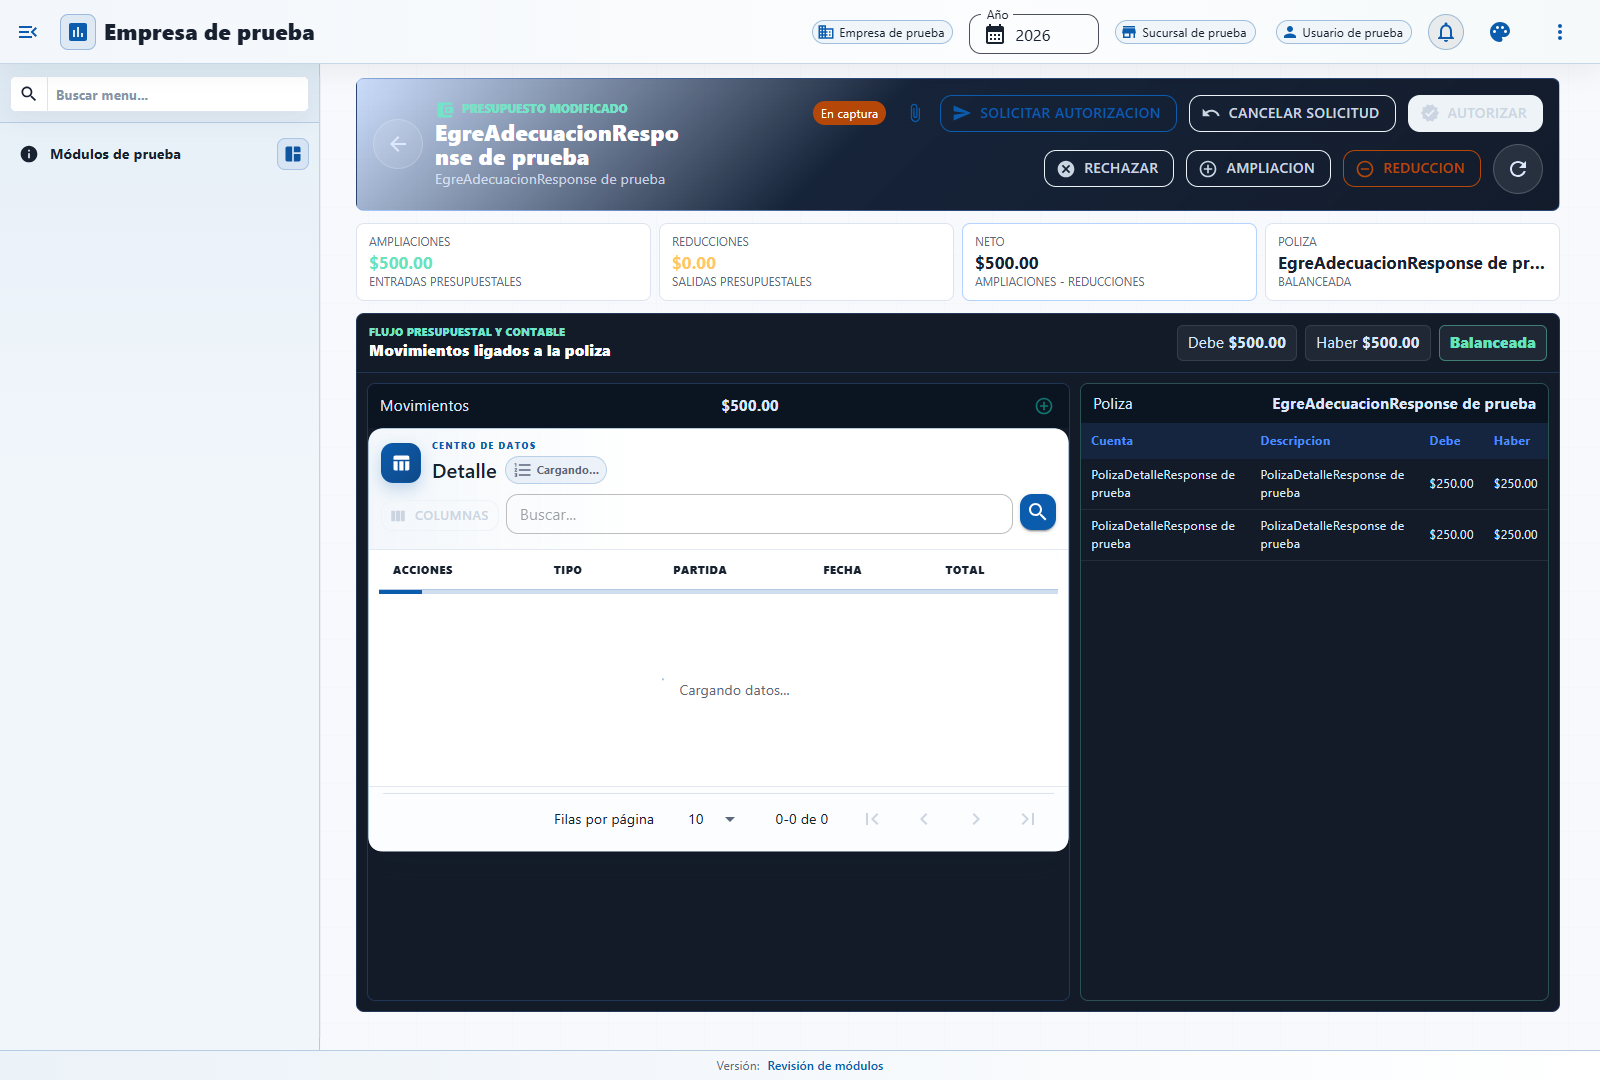 Empresa de prueba
Empresa de prueba
Año
2026
Sucursal de prueba
Usuario de prueba
Buscar menu...
Módulos de prueba
PRESUPUESTO MODIFICADO
EgreAdecuacionRespo
nse de prueba
EgreAdecuacionResponse de prueba
En captura
SOLICITAR AUTORIZACION
CANCELAR SOLICITUD
AUTORIZAR
RECHAZAR
AMPLIACION
REDUCCION
AMPLIACIONES
$500.00
ENTRADAS PRESUPUESTALES
REDUCCIONES
$0.00
SALIDAS PRESUPUESTALES
NETO
$500.00
AMPLIACIONES - REDUCCIONES
POLIZA
EgreAdecuacionResponse de pr...
BALANCEADA
FLUJO PRESUPUESTAL Y CONTABLE
Movimientos ligados a la poliza
Debe $500.00
Haber $500.00
Balanceada
Movimientos
$500.00
CENTRO DE DATOS
Detalle
Cargando...
COLUMNAS
Buscar...
ACCIONES
TIPO
PARTIDA
FECHA
TOTAL
Cargando datos...
Filas por página
10
0-0 de 0
Poliza
EgreAdecuacionResponse de prueba
Cuenta
Descripcion
Debe
Haber
PolizaDetalleResponse de
prueba
PolizaDetalleResponse de
prueba
$250.00
$250.00
PolizaDetalleResponse de
prueba
PolizaDetalleResponse de
prueba
$250.00
$250.00
Versión: Revisión de módulos